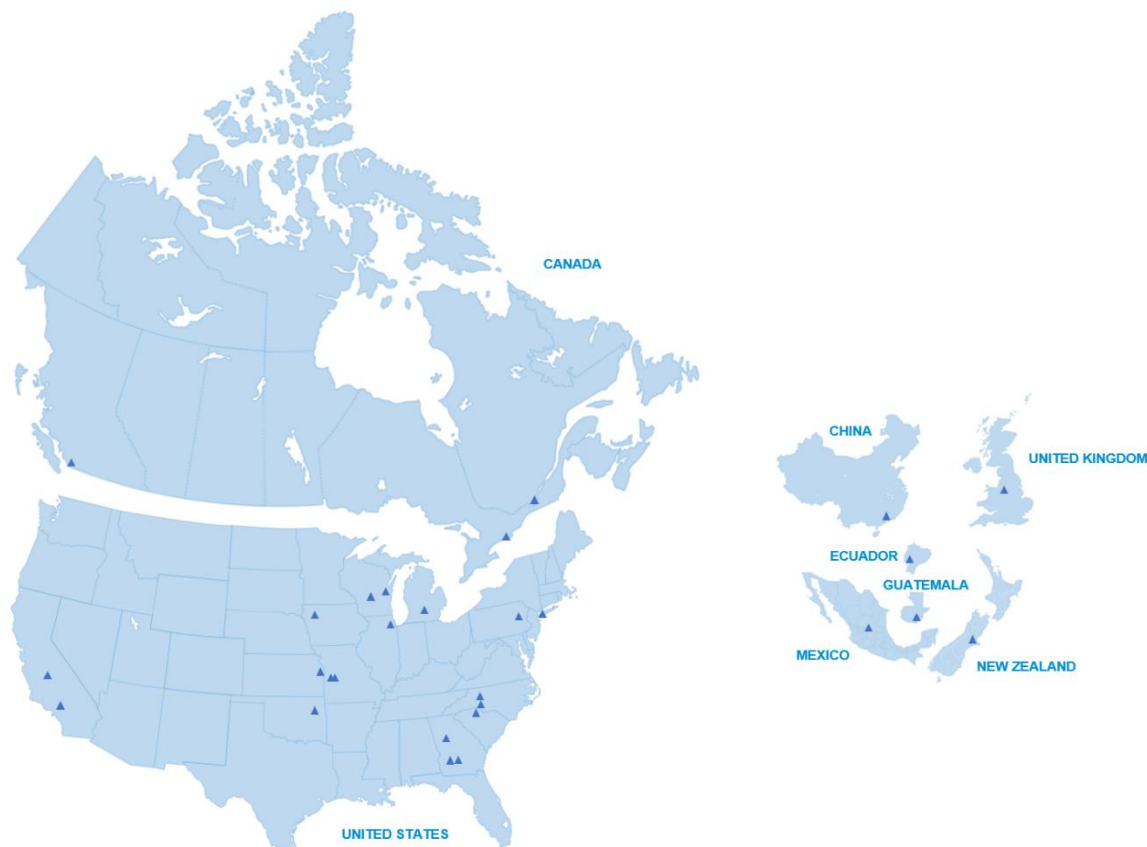 CANADA
CHINA
UNITED KINGDOM
ECUADOR
GUATEMALA
MEXICO
NEW ZEALAND
UNITED STATES